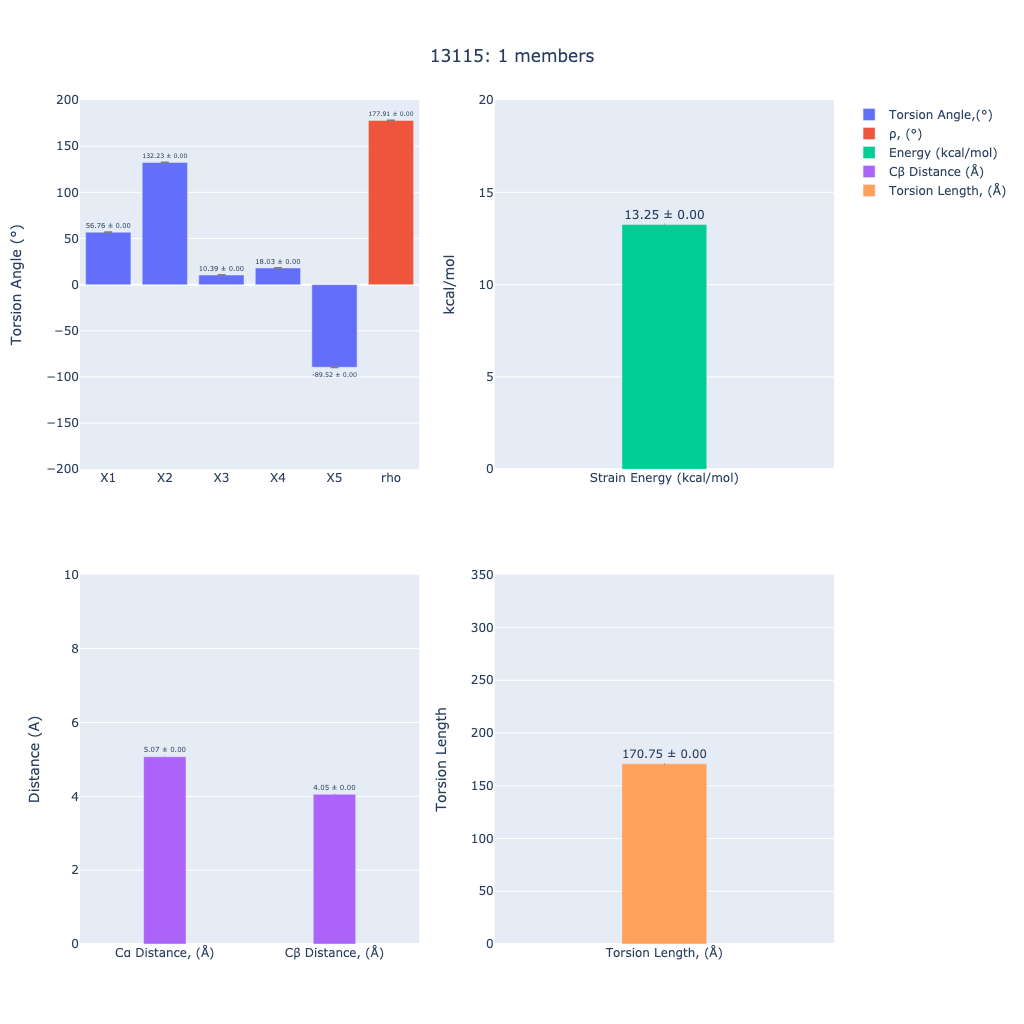 13115: 1 members
Torsion Angle (°)
200
150
100
50
0
−50
−100
−150
−200
56.76 ± 0.00
132.23 ± 0.00
10.39 ± 0.00
18.03 ± 0.00
-89.52 ± 0.00
177.91 ± 0.00
X1 X2 X3 X4 X5 rho
kcal/mol
20
15
10
5
0
13.25 ± 0.00
Strain Energy (kcal/mol)
Torsion Angle,(°)
ρ, (°)
Energy (kcal/mol)
Cβ Distance (Å)
Torsion Length, (Å)
Distance (A)
10
8
6
4
2
0
5.07 ± 0.00
4.05 ± 0.00
Cα Distance, (Å) Cβ Distance, (Å)
Torsion Length
350
300
250
200
150
100
50
0
170.75 ± 0.00
Torsion Length, (Å)